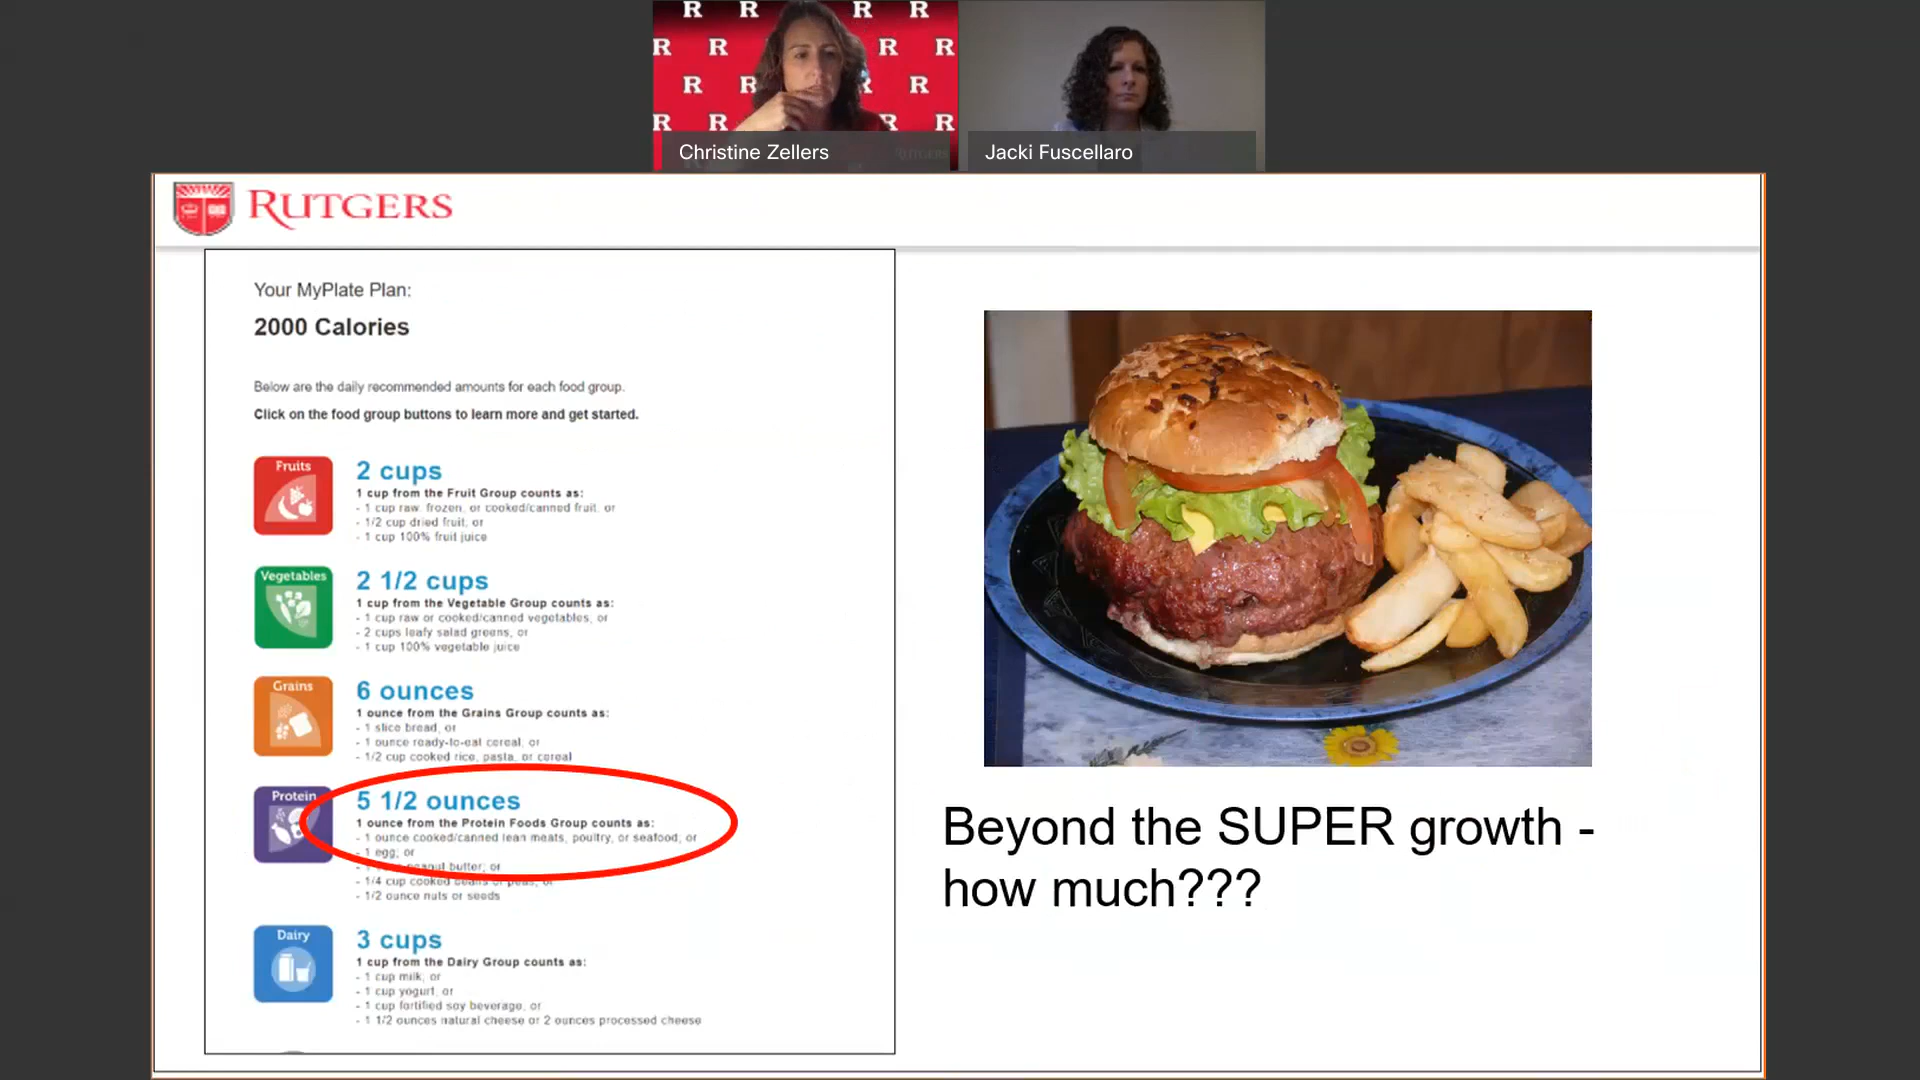 Christine Zellers
Jacki Fuscellaro
RUTGERS
Your MyPlate Plan:
2000 Calories
Below are the daily recommended amounts for each food group.
Click on the food group buttons to learn more and get started.
Fruits
2 cups
1 cup from the Fruit Group counts as:
- 1 cup raw, frozen, or cooked/canned fruit, or
- 1/2 cup dried fruit, or
- 1 cup 100% fruit juice
Vegetables
2 1/2 cups
1 cup from the Vegetable Group counts as:
- 1 cup raw or cooked/canned vegetables, or
- 2 cups leafy salad greens, or
- 1 cup 100% vegetable juice
Grains
6 ounces
1 ounce from the Grains Group counts as:
- 1 slice bread, or
- 1 ounce ready-to-eat cereal, or
- 1/2 cup cooked rice, pasta, or cereal
Protein
5 1/2 ounces
1 ounce from the Protein Foods Group counts as:
- 1 ounce cooked/canned lean meats, poultry, or seafood; or
- 1 egg; or
peanut butter; or
- 1/4 cup cooked beans or peas; or
- 1/2 ounce nuts or seeds
Dairy
3 cups
1 cup from the Dairy Group counts as:
- 1 cup milk, or
- 1 cup yogurt, or
- 1 cup fortified soy beverage, or
- 1 1/2 ounces natural cheese or 2 ounces processed cheese
Beyond the SUPER growth -
how much???